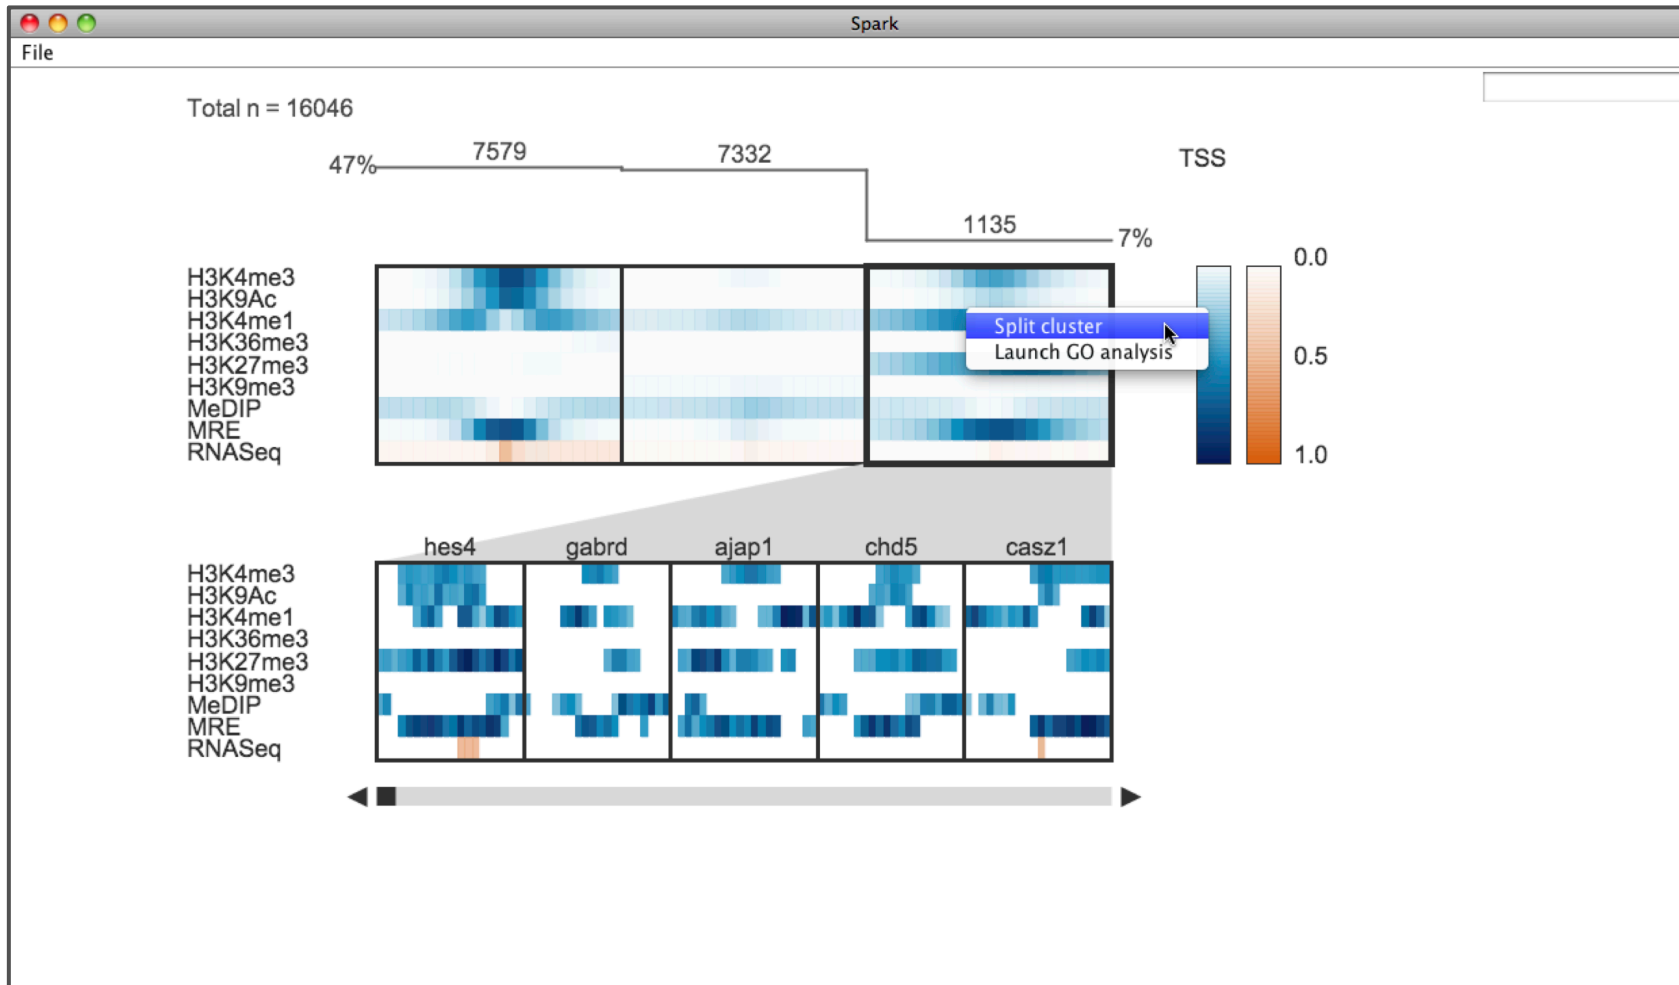 Spark
File
Total n = 16046
47%
7579
7332
1135
7%
TSS
H3K4me3
H3K9Ac
H3K4me1
H3K36me3
H3K27me3
H3K9me3
MeDIP
MRE
RNASeq
Split cluster
Launch GO analysis
0.0
0.5
1.0
hes4 gabrd ajap1 chd5 casz1
H3K4me3
H3K9Ac
H3K4me1
H3K36me3
H3K27me3
H3K9me3
MeDIP
MRE
RNASeq